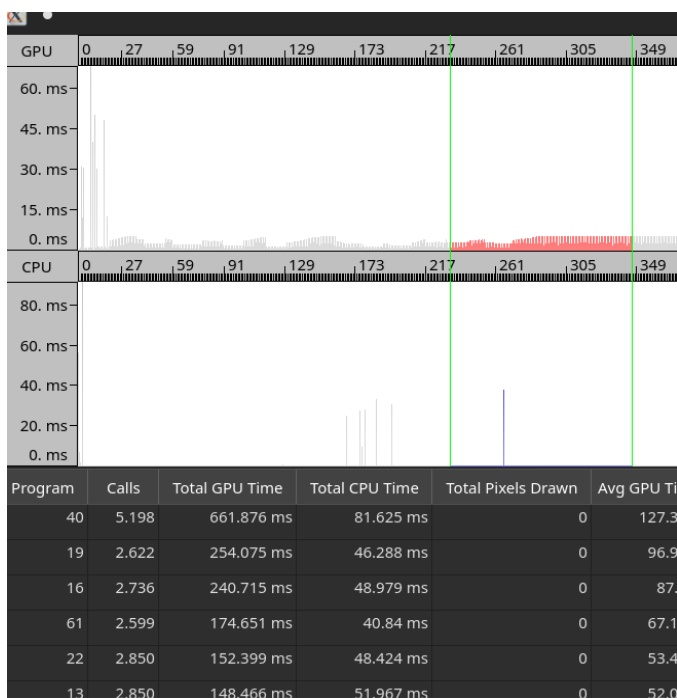 GPU 0 27 59 91 129 173 217 261 305 349
60. ms
45. ms
30. ms
15. ms
0. ms
CPU 0 27 59 91 129 173 217 261 305 349
80. ms
60. ms
40. ms
20. ms
0. ms
Program Calls Total GPU Time Total CPU Time Total Pixels Drawn Avg GPU Ti
40 5.198 661.876 ms 81.625 ms 0 127.3
19 2.622 254.075 ms 46.288 ms 0 96.9
16 2.736 240.715 ms 48.979 ms 0 87.
61 2.599 174.651 ms 40.84 ms 0 67.1
22 2.850 152.399 ms 48.424 ms 0 53.4
13 2.850 148.466 ms 51.967 ms 0 52.0